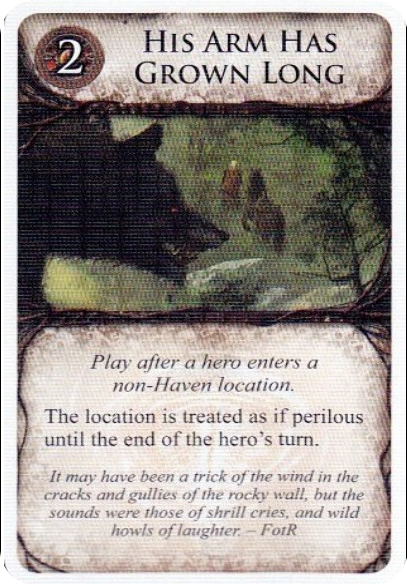 2
His Arm Has
Grown Long
Play after a hero enters a
non-Haven location.
The location is treated as if perilous
until the end of the hero's turn.
It may have been a trick of the wind in the
cracks and gullies of the rocky wall, but the
sounds were those of shrill cries, and wild
howls of laughter. – FotR